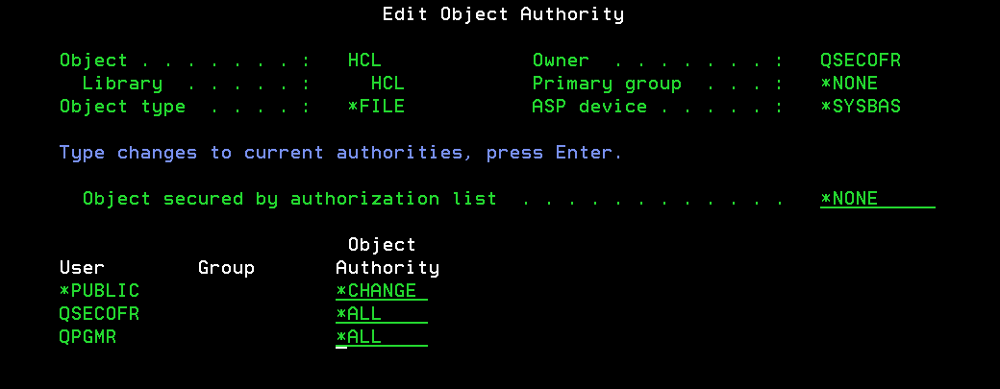 Edit Object Authority
Object . . . . . . . : HCL Owner . . . . . . . : QSECOFR
Library . . . . . : HCL Primary group . . . : *NONE
Object type . . . . : *FILE ASP device . . . . . : *SYSBAS
Type changes to current authorities, press Enter.
Object secured by authorization list . . . . . . . . . . . . *NONE
Object
User Group Authority
*PUBLIC *CHANGE
QSECOFR *ALL
QPGMR *ALL